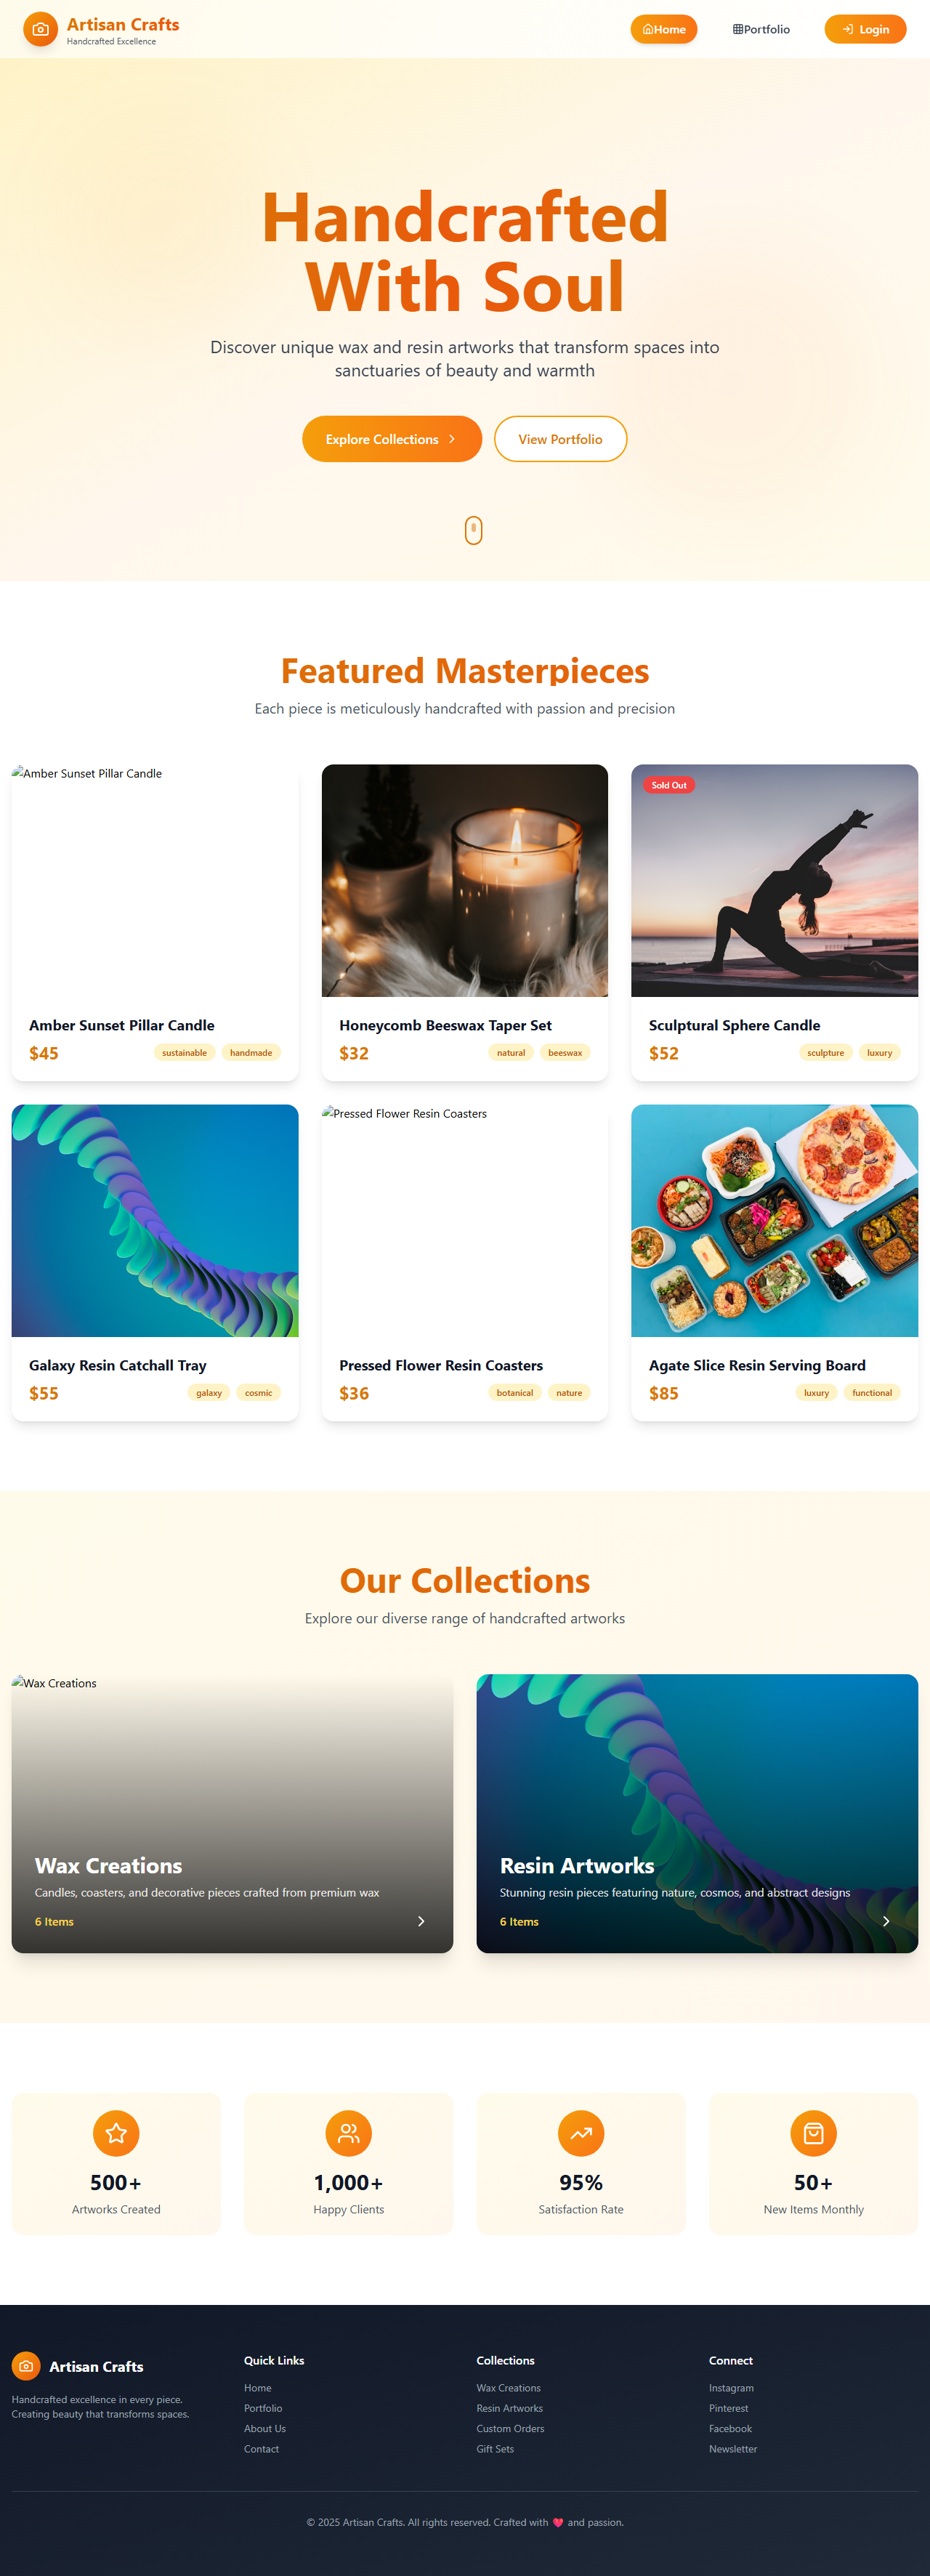 Artisan Crafts
Handcrafted Excellence
Home
Portfolio
Login
Handcrafted
With Soul
Discover unique wax and resin artworks that transform spaces into
sanctuaries of beauty and warmth
Explore Collections
View Portfolio
Featured Masterpieces
Each piece is meticulously handcrafted with passion and precision
Amber Sunset Pillar Candle
Sold Out
Amber Sunset Pillar Candle
$45
sustainable
handmade
Honeycomb Beeswax Taper Set
$32
natural
beeswax
Sculptural Sphere Candle
$52
sculpture
luxury
Pressed Flower Resin Coasters
Galaxy Resin Catchall Tray
$55
galaxy
cosmic
Pressed Flower Resin Coasters
$36
botanical
nature
Agate Slice Resin Serving Board
$85
luxury
functional
Our Collections
Explore our diverse range of handcrafted artworks
Wax Creations
Wax Creations
Candles, coasters, and decorative pieces crafted from premium wax
6 Items
Resin Artworks
Stunning resin pieces featuring nature, cosmos, and abstract designs
6 Items
500+
Artworks Created
1,000+
Happy Clients
95%
Satisfaction Rate
50+
New Items Monthly
Artisan Crafts
Handcrafted excellence in every piece.
Creating beauty that transforms spaces.
Quick Links
Home
Portfolio
About Us
Contact
Collections
Wax Creations
Resin Artworks
Custom Orders
Gift Sets
Connect
Instagram
Pinterest
Facebook
Newsletter
© 2025 Artisan Crafts. All rights reserved. Crafted with ❤️ and passion.